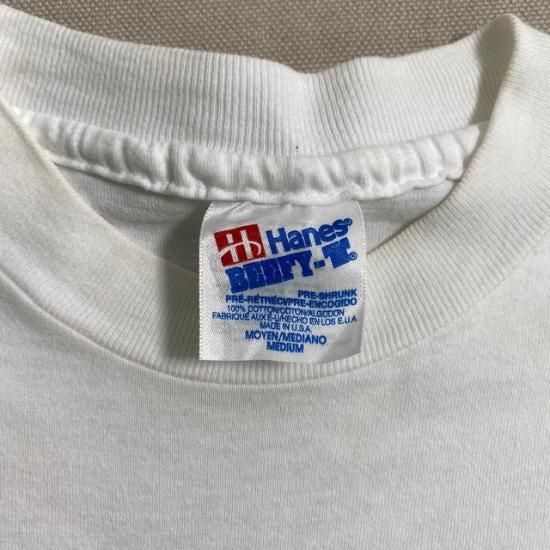 Hanes®
BEEFY-T®
PRE-SHRUNK
PRÉ-RÉTRÉCI/PRE-ENCOGIDO
100% COTTON/COTON/ALGODON
FABRIQUÉ AUX É-U/HECHO EN LOS E.U.A.
MADE IN U.S.A.
MOYEN/MEDIANO
MEDIUM